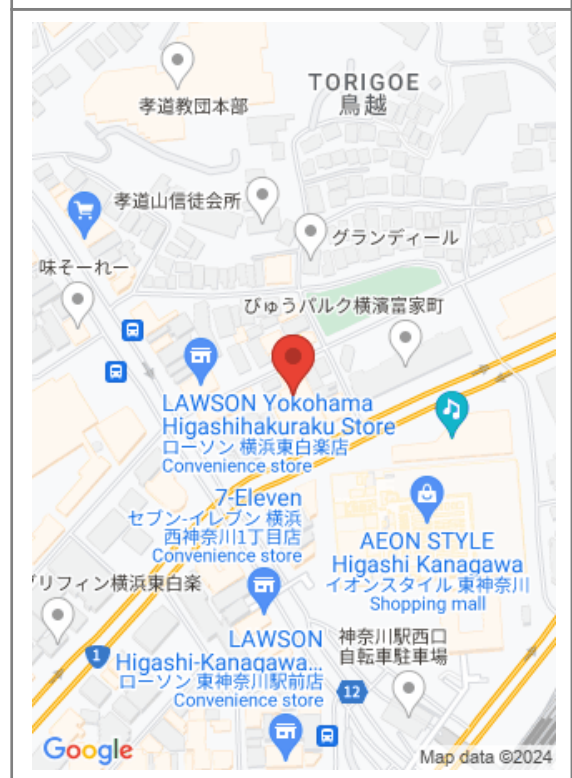 TORIGOE
鳥越
孝道教団本部
孝道山信徒会所
グランディール
味そーれー
びゅうパルク横濱富家町
LAWSON Yokohama
Higashihakuraku Store
ローソン 横浜東白楽店
Convenience store
7-Eleven
セブン-イレブン 横浜
西神奈川1丁目店
Convenience store
AEON STYLE
Higashi Kanagawa
イオンスタイル 東神奈川
Shopping mall
グリフィン横浜東白楽
LAWSON
Higashi-Kanagawa...
ローソン 東神奈川駅前店
Convenience store
神奈川駅西口
自転車駐車場
1
12
Google
Map data ©2024